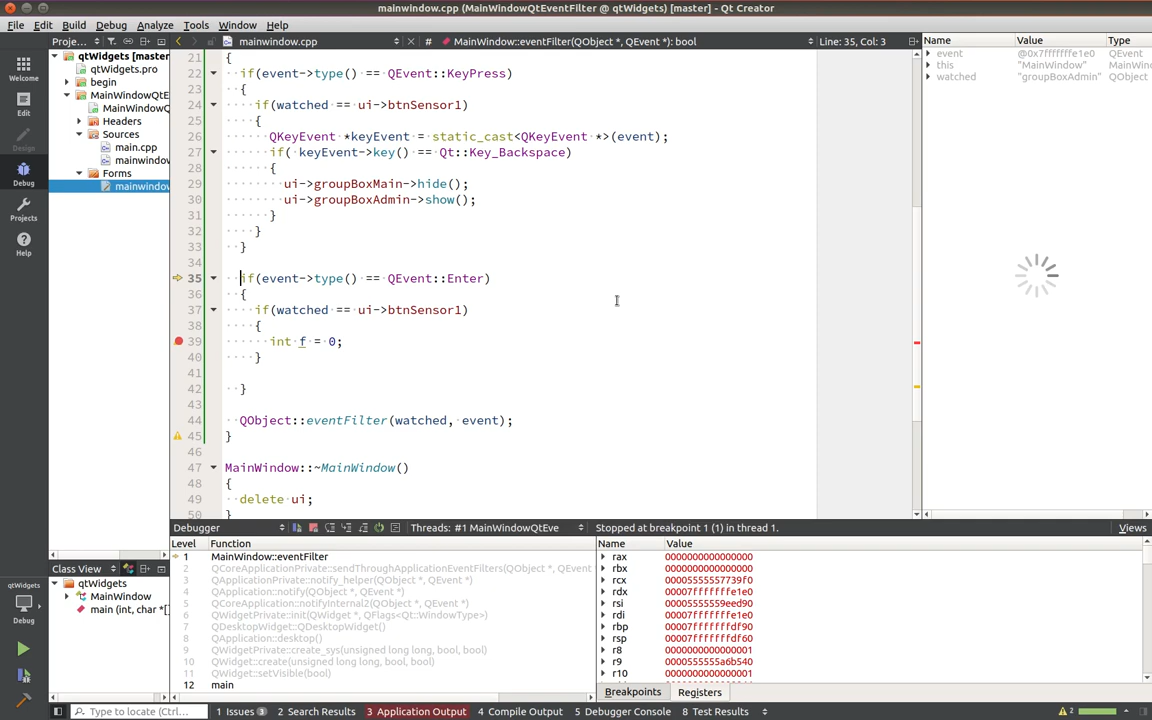 mainwindow.cpp (MainWindowQtEventFilter @ qtWidgets) [master] - Qt Creator
File Edit Build Debug Analyze Tools Window Help
Proje...
mainwindow.cpp
# MainWindow::eventFilter(QObject *, QEvent *): bool
Line: 35, Col: 3
Name Value Type
event @0x7fffffffe1e0 QEvent
this "MainWindow" MainWindow
watched "groupBoxAdmin" QObject
Welcome
Edit
Design
Debug
Projects
Help
qtWidgets
Debug
qtWidgets [master]
qtWidgets.pro
begin
MainWindowQtE
MainWindowQ
Headers
Sources
main.cpp
mainwindow
Forms
mainwindow
21 {
22 if(event->type() == QEvent::KeyPress)
23 {
24 if(watched == ui->btnSensor1)
25 {
26 QKeyEvent *keyEvent = static_cast<QKeyEvent *>(event);
27 if( keyEvent->key() == Qt::Key_Backspace)
28 {
29 ui->groupBoxMain->hide();
30 ui->groupBoxAdmin->show();
31 }
32 }
33 }
34
35 if(event->type() == QEvent::Enter)
36 {
37 if(watched == ui->btnSensor1)
38 {
39 int f = 0;
40 }
41
42 }
43
44 QObject::eventFilter(watched, event);
45 }
46
47 MainWindow::~MainWindow()
48 {
49 delete ui;
50 }
Class View
qtWidgets
MainWindow
main (int, char *[]
Debugger
Threads: #1 MainWindowQtEve
Stopped at breakpoint 1 (1) in thread 1.
Views
Level Function
1 MainWindow::eventFilter
2 QCoreApplicationPrivate::sendThroughApplicationEventFilters(QObject *, QEvent
3 QApplicationPrivate::notify_helper(QObject *, QEvent *)
4 QApplication::notify(QObject *, QEvent *)
5 QCoreApplication::notifyInternal2(QObject *, QEvent *)
6 QWidgetPrivate::init(QWidget *, QFlags<Qt::WindowType>)
7 QDesktopWidget::QDesktopWidget()
8 QApplication::desktop()
9 QWidgetPrivate::create_sys(unsigned long long, bool, bool)
10 QWidget::create(unsigned long long, bool, bool)
11 QWidget::setVisible(bool)
12 main
Name Value
rax 0000000000000000
rbx 0000000000000000
rcx 00005555557739f0
rdx 00007fffffffe1e0
rsi 00005555559eed90
rdi 00007fffffffe1e0
rbp 00007fffffffdf90
rsp 00007fffffffdf60
r8 0000000000000001
r9 0000555555a6b540
r10 0000000000000001
Breakpoints Registers
Type to locate (Ctrl...
1 Issues 3 2 Search Results 3 Application Output 4 Compile Output 5 Debugger Console 8 Test Results
2